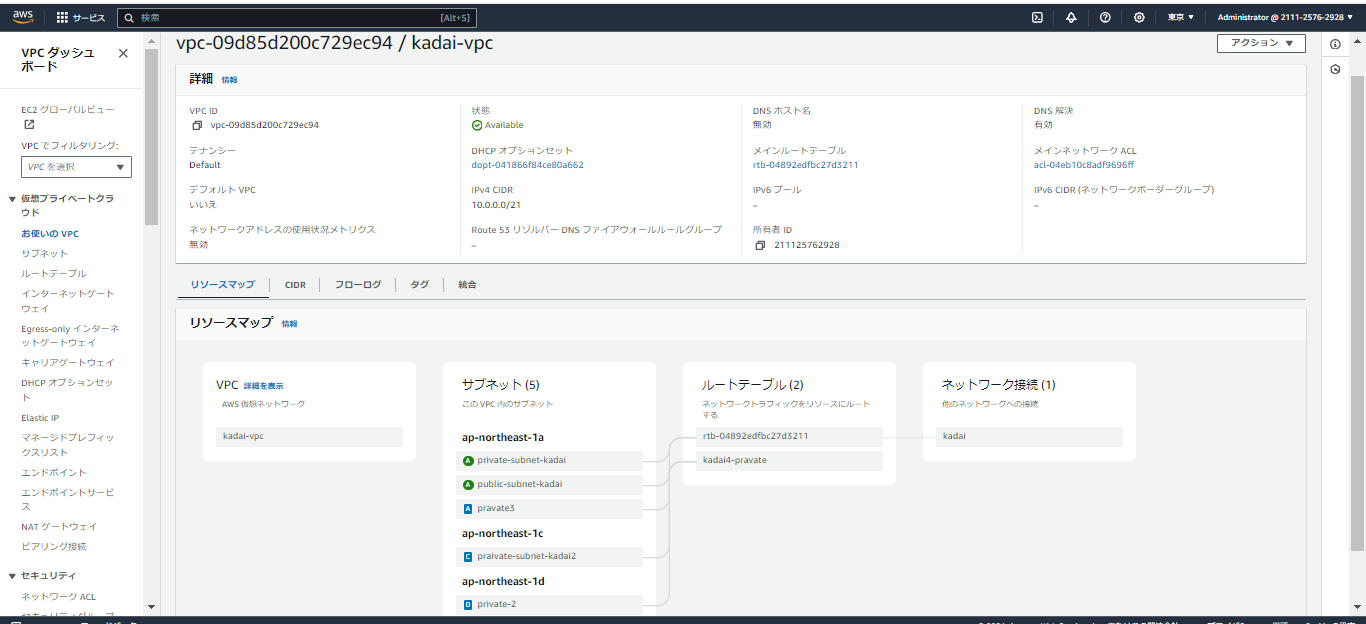 aws
サービス
検索
[Alt+S]
東京 ▼
Administrator @ 2111-2576-2928 ▼
VPC ダッシュ
ボード
EC2 グローバルビュー
VPC でフィルタリング:
VPC を選択
仮想プライベートクラ
ウド
お使いの VPC
サブネット
ルートテーブル
インターネットゲート
ウェイ
Egress-only インターネ
ットゲートウェイ
キャリアゲートウェイ
DHCP オプションセッ
ト
Elastic IP
マネージドプレフィッ
クスリスト
エンドポイント
エンドポイントサービ
ス
NAT ゲートウェイ
ピアリング接続
セキュリティ
ネットワーク ACL
vpc-09d85d200c729ec94 / kadai-vpc
アクション ▼
詳細 情報
VPC ID
vpc-09d85d200c729ec94
状態
Available
DNS ホスト名
無効
DNS 解決
有効
テナンシー
Default
DHCP オプションセット
dopt-041866f84ce80a662
メインルートテーブル
rtb-04892edfbc27d3211
メインネットワーク ACL
acl-04eb10c8adf9696ff
デフォルト VPC
いいえ
IPv4 CIDR
10.0.0.0/21
IPv6 プール
–
IPv6 CIDR (ネットワークボーダーグループ)
–
ネットワークアドレスの使用状況メトリクス
無効
Route 53 リゾルバー DNS ファイアウォールルールグループ
–
所有者 ID
211125762928
リソースマップ
CIDR
フローログ
タグ
統合
リソースマップ 情報
VPC 詳細を表示
AWS 仮想ネットワーク
kadai-vpc
サブネット (5)
この VPC 内のサブネット
ap-northeast-1a
A private-subnet-kadai
A public-subnet-kadai
A pravate3
ap-northeast-1c
C praivate-subnet-kadai2
ap-northeast-1d
D private-2
ルートテーブル (2)
ネットワークトラフィックをリソースにルート
する
rtb-04892edfbc27d3211
kadai4-pravate
ネットワーク接続 (1)
他のネットワークへの接続
kadai